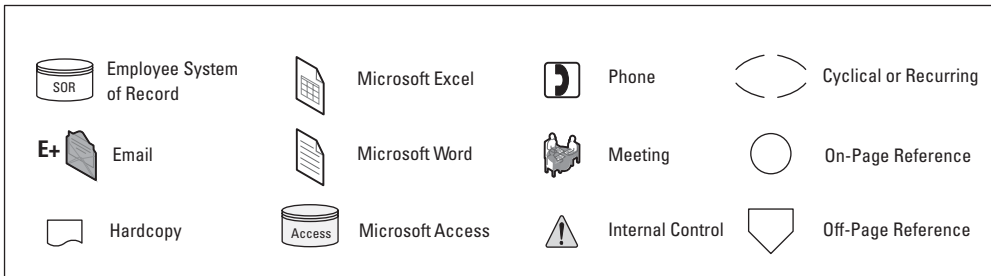 SOR
Employee System
of Record
Microsoft Excel
Phone
Cyclical or Recurring
E+
Email
Microsoft Word
Meeting
On-Page Reference
Hardcopy
Access
Microsoft Access
!
Internal Control
Off-Page Reference